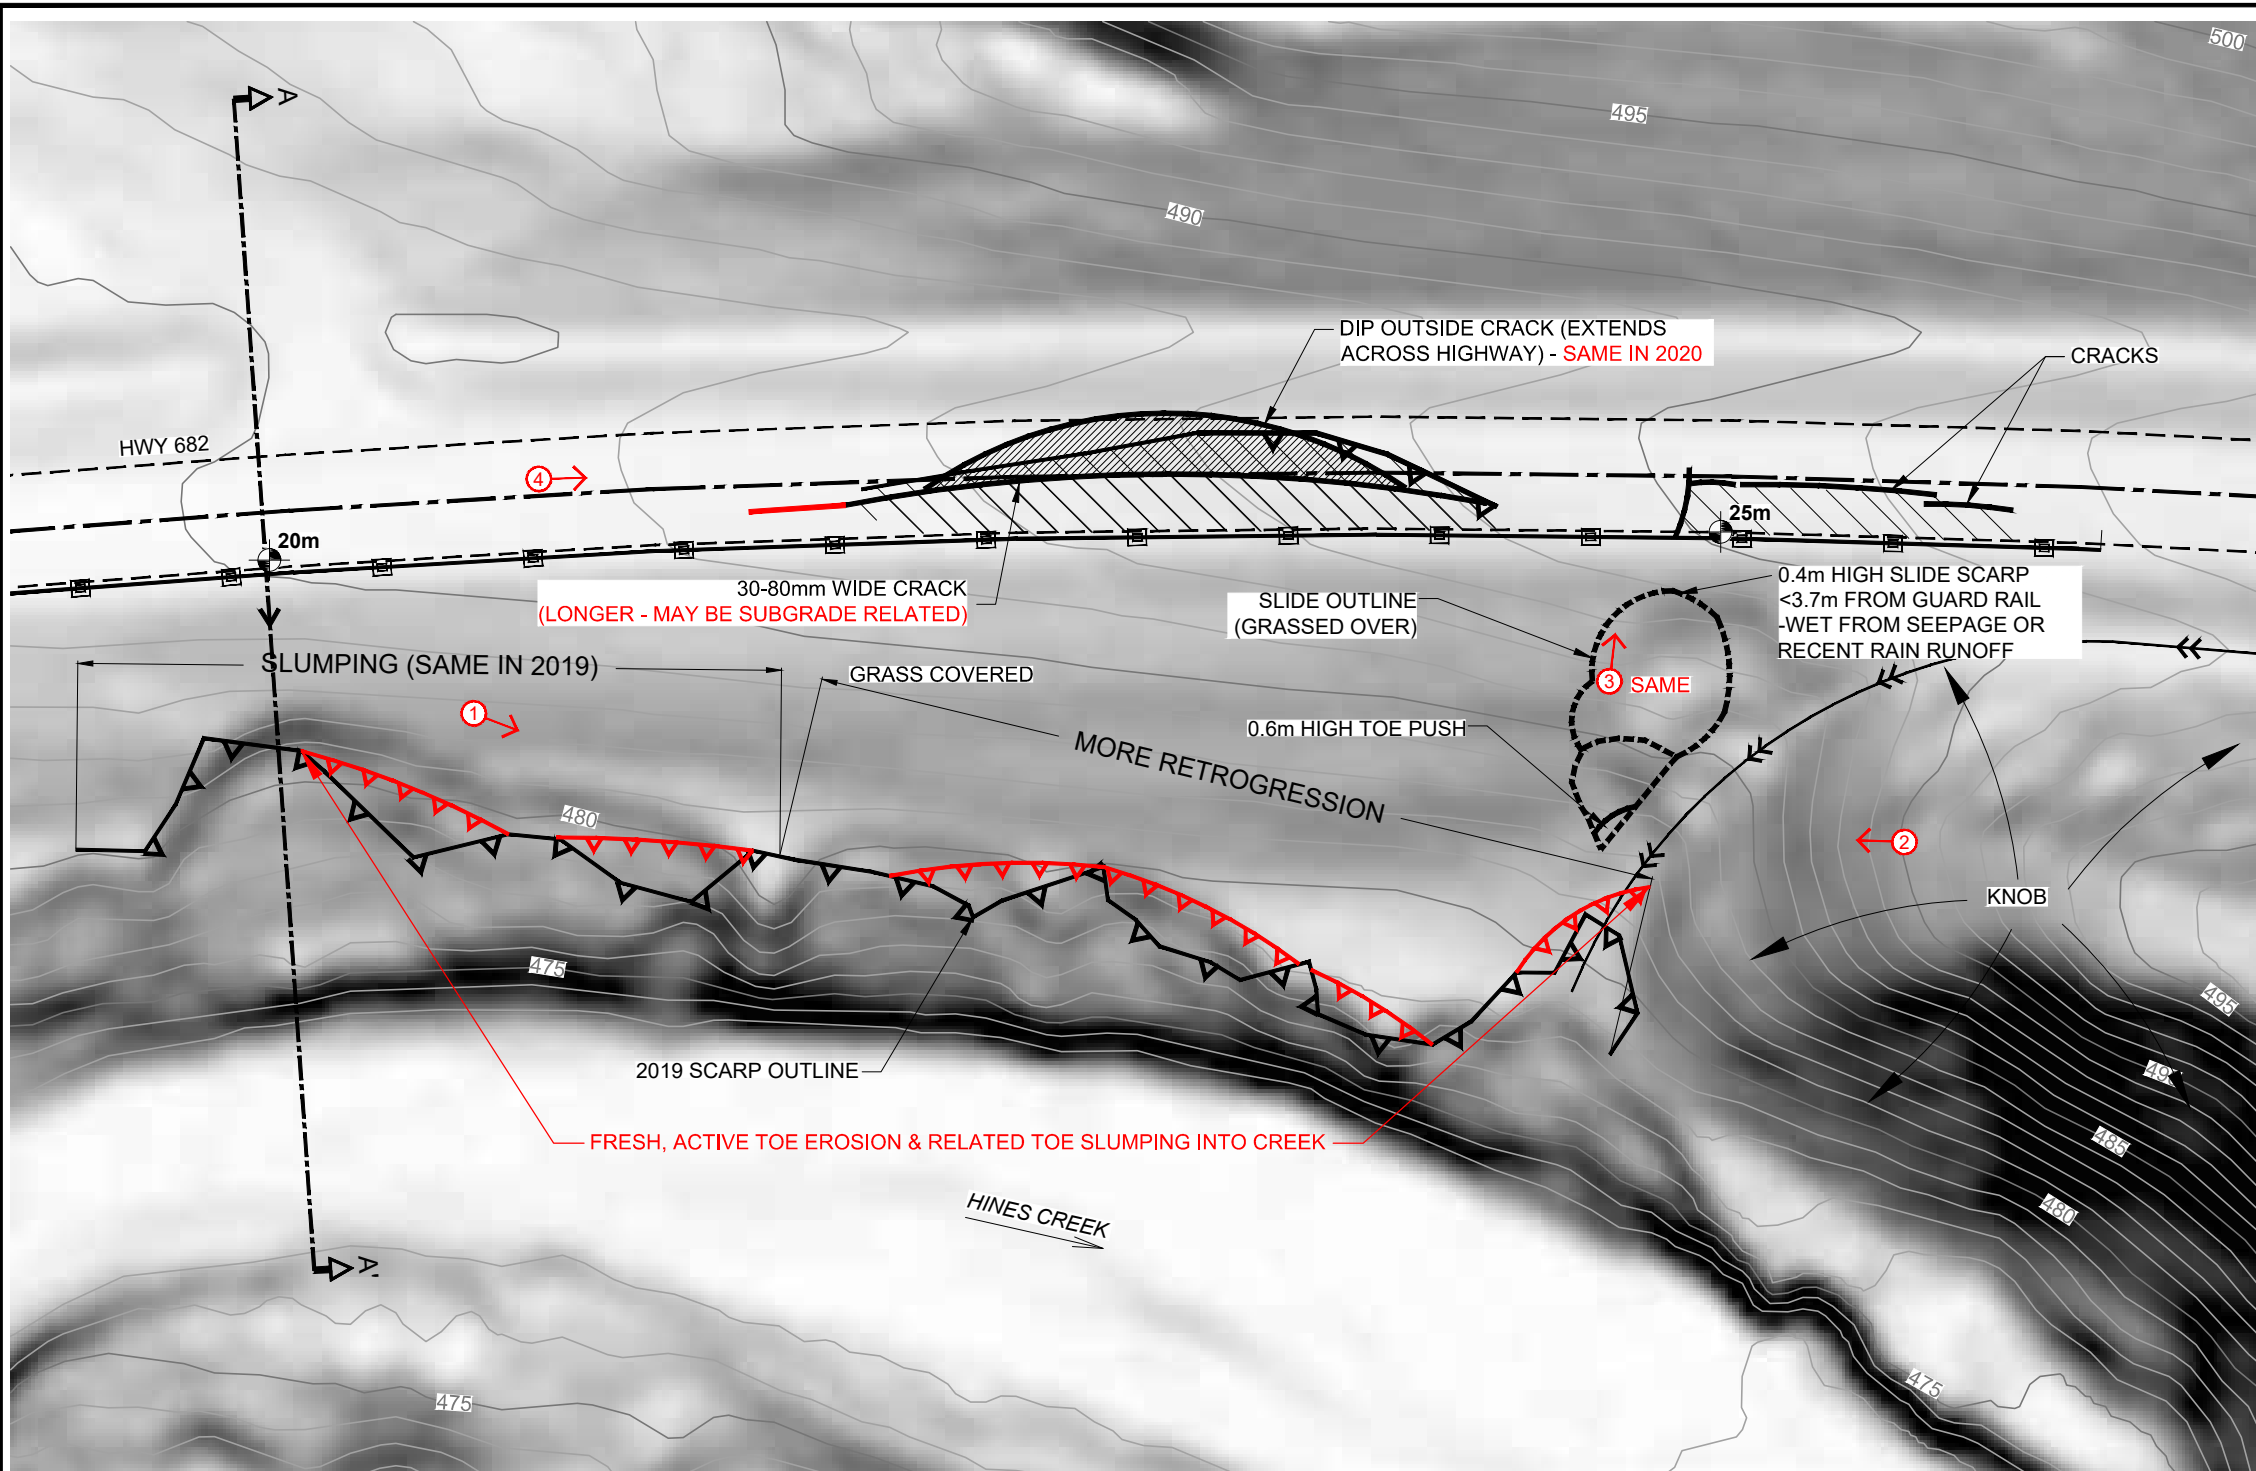 500
A
495
490
DIP OUTSIDE CRACK (EXTENDS
ACROSS HIGHWAY) - SAME IN 2020
CRACKS
HWY 682
4
20m
25m
30-80mm WIDE CRACK
(LONGER - MAY BE SUBGRADE RELATED)
SLIDE OUTLINE
(GRASSED OVER)
0.4m HIGH SLIDE SCARP
<3.7m FROM GUARD RAIL
-WET FROM SEEPAGE OR
RECENT RAIN RUNOFF
SLUMPING (SAME IN 2019)
GRASS COVERED
3 SAME
1
0.6m HIGH TOE PUSH
MORE RETROGRESSION
480
2
KNOB
475
495
2019 SCARP OUTLINE
490
FRESH, ACTIVE TOE EROSION & RELATED TOE SLUMPING INTO CREEK
485
HINES CREEK
480
A'
475
475